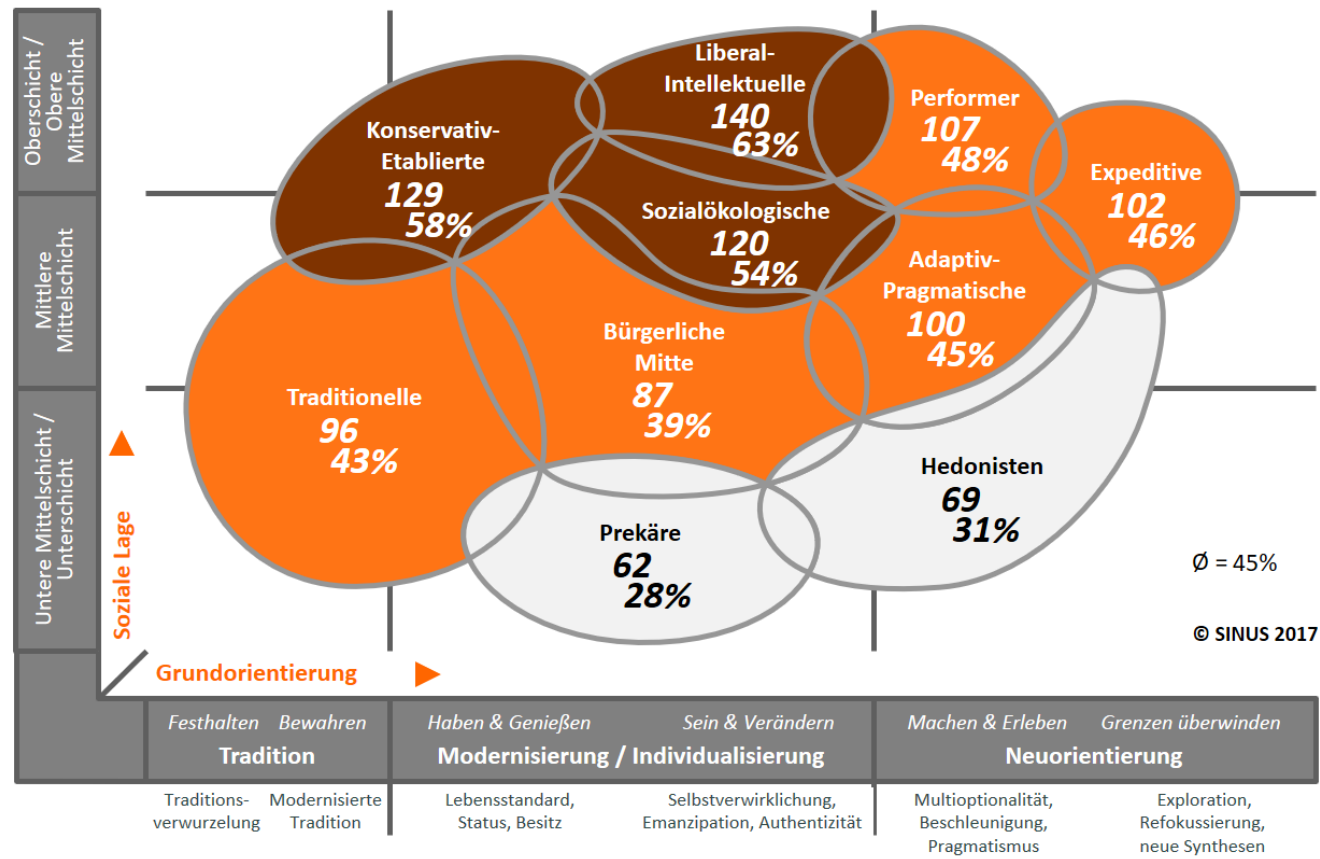 Oberschicht /
Obere
Mittelschicht
Mittlere
Mittelschicht
Untere Mittelschicht /
Unterschicht
Soziale Lage
Konservativ-
Etablierte
129
58%
Liberal-
Intellektuelle
140
63%
Performer
107
48%
Expeditive
102
46%
Sozialökologische
120
54%
Adaptiv-
Pragmatische
100
45%
Bürgerliche
Mitte
87
39%
Traditionelle
96
43%
Hedonisten
69
31%
Prekäre
62
28%
Ø = 45%
© SINUS 2017
Grundorientierung
Festhalten Bewahren
Tradition
Haben & Genießen Sein & Verändern
Modernisierung / Individualisierung
Machen & Erleben Grenzen überwinden
Neuorientierung
Traditions-
verwurzelung
Modernisierte
Tradition
Lebensstandard,
Status, Besitz
Selbstverwirklichung,
Emanzipation, Authentizität
Multioptionalität,
Beschleunigung,
Pragmatismus
Exploration,
Refokussierung,
neue Synthesen